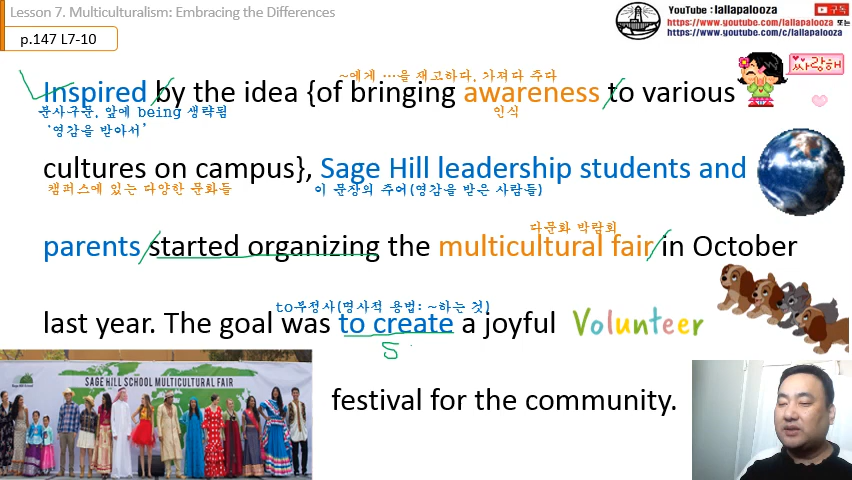 Lesson 7. Multiculturalism: Embracing the Differences
YouTube : lallapalooza
구독
https://www.youtube.com/lallapalooza 또는
https://www.youtube.com/c/lallapalooza
p.147 L7-10
싸랑해
~에게 …을 재고하다, 가져다 주다
Inspired by the idea {of bringing awareness to various
분사구문. 앞에 being 생략됨
인식
‘영감을 받아서’
cultures on campus}, Sage Hill leadership students and
캠퍼스에 있는 다양한 문화들
이 문장의 주어(영감을 받은 사람들)
다문화 박람회
parents started organizing the multicultural fair in October
to부정사(명사적 용법: ~하는 것)
last year. The goal was to create a joyful Volunteer
S
SAGE HILL SCHOOL MULTICULTURAL FAIR
festival for the community.